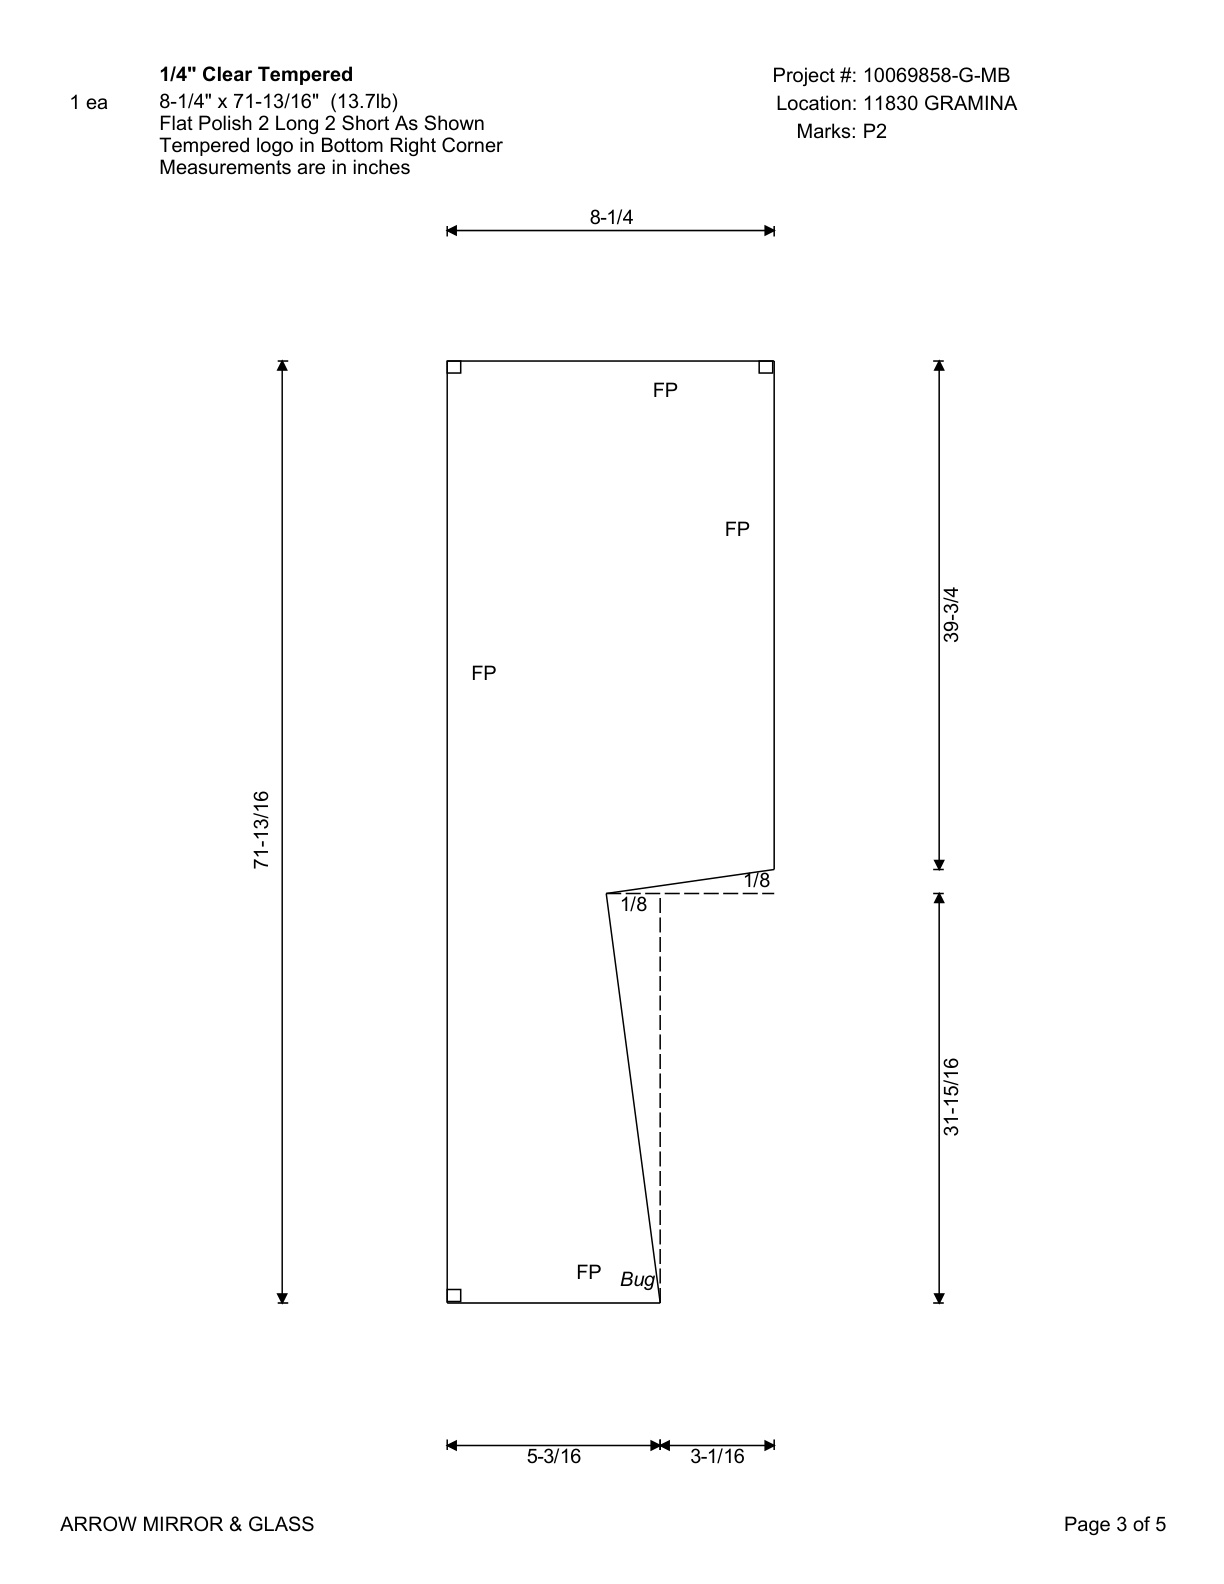 1/4" Clear Tempered
1 ea
8-1/4" x 71-13/16" (13.7lb)
Flat Polish 2 Long 2 Short As Shown
Tempered logo in Bottom Right Corner
Measurements are in inches
Project #: 10069858-G-MB
Location: 11830 GRAMINA
Marks: P2
8-1/4
FP
FP
39-3/4
FP
71-13/16
1/8
1/8
31-15/16
FP
Bug
5-3/16
3-1/16
ARROW MIRROR & GLASS
Page 3 of 5